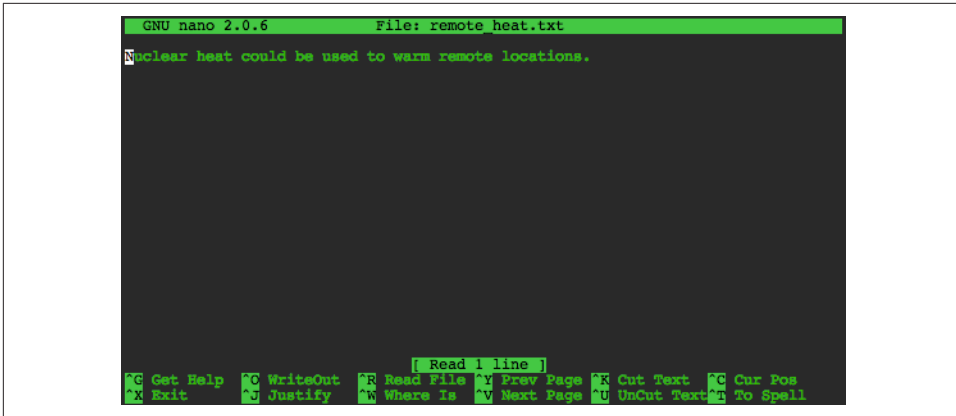 GNU nano 2.0.6 File: remote_heat.txt
Nuclear heat could be used to warm remote locations.
[ Read 1 line ]
^G Get Help ^O WriteOut ^R Read File ^Y Prev Page ^K Cut Text ^C Cur Pos
^X Exit ^J Justify ^W Where Is ^V Next Page ^U UnCut Text ^T To Spell